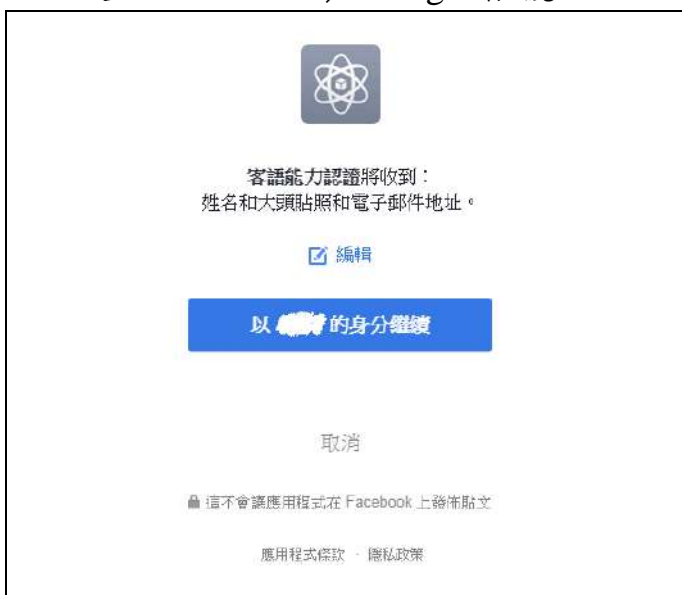 客語能力認證將收到：
姓名和大頭貼照和電子郵件地址。
編輯
以 的身分繼續
取消
這不會讓應用程式在 Facebook 上發佈貼文
應用程式條款 · 隱私政策